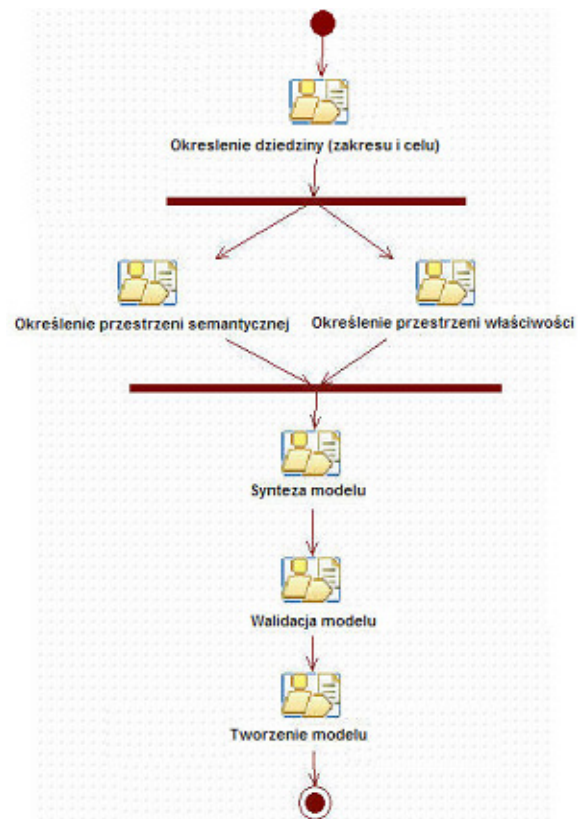 Okreslenie dziedziny (zakresu i celu)
Określenie przestrzeni semantycznej
Określenie przestrzeni właściwości
Synteza modelu
Walidacja modelu
Tworzenie modelu